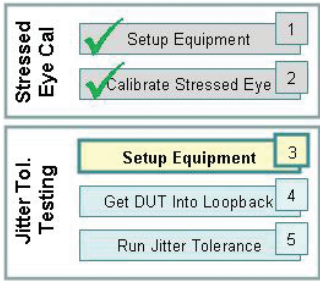 Stressed
Eye Cal
Setup Equipment 1
Calibrate Stressed Eye 2
Jitter Tol.
Testing
Setup Equipment 3
Get DUT Into Loopback 4
Run Jitter Tolerance 5